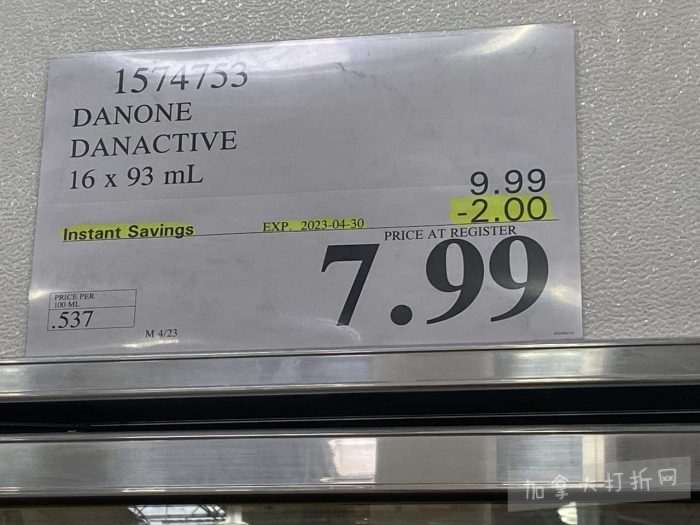 1574753
DANONE
DANACTIVE
16 x 93 mL
9.99
-2.00
Instant Savings
EXP. 2023-04-30
PRICE AT REGISTER
7.99
PRICE PER
100 ML
.537
M 4/23
加拿大打折网